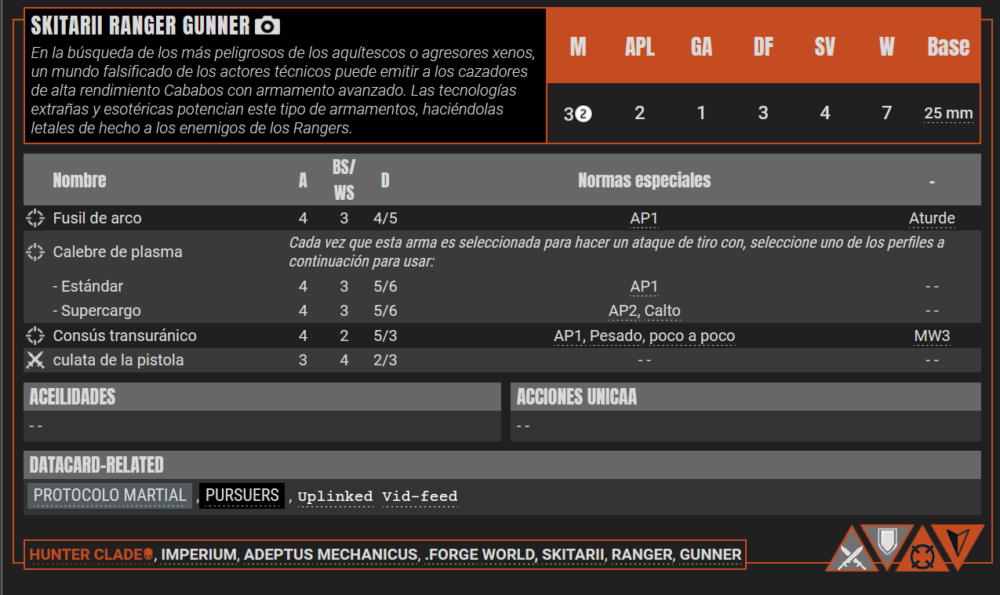 SKITARII RANGER GUNNER
En la búsqueda de los más peligrosos de los aquítescos o agresores xenos,
un mundo falsificado de los actores técnicos puede emitir a los cazadores
de alta rendimiento Cababos con armamento avanzado. Las tecnologías
extrañas y esotéricas potencian este tipo de armamentos, haciéndolas
letales de hecho a los enemigos de los Rangers.
M APL GA DF SV W Base
3② 2 1 3 4 7 25 mm
Nombre A BS/ WS D Normas especiales -
Fusil de arco 4 3 4/5 AP1 Aturde
Calebre de plasma Cada vez que esta arma es seleccionada para hacer un ataque de tiro con, seleccione uno de los perfiles a
continuación para usar:
- Estándar 4 3 5/6 AP1 - -
- Supercargo 4 3 5/6 AP2, Calto - -
Consús transuránico 4 2 5/3 AP1, Pesado, poco a poco MW3
culata de la pistola 3 4 2/3 - - - -
ACEILIDADES
- -
ACCIONES UNICAA
- -
DATACARD-RELATED
PROTOCOLO MARTIAL , PURSUERS , Uplinked Vid-feed
HUNTER CLADE, IMPERIUM, ADEPTUS MECHANICUS, .FORGE WORLD, SKITARII, RANGER, GUNNER